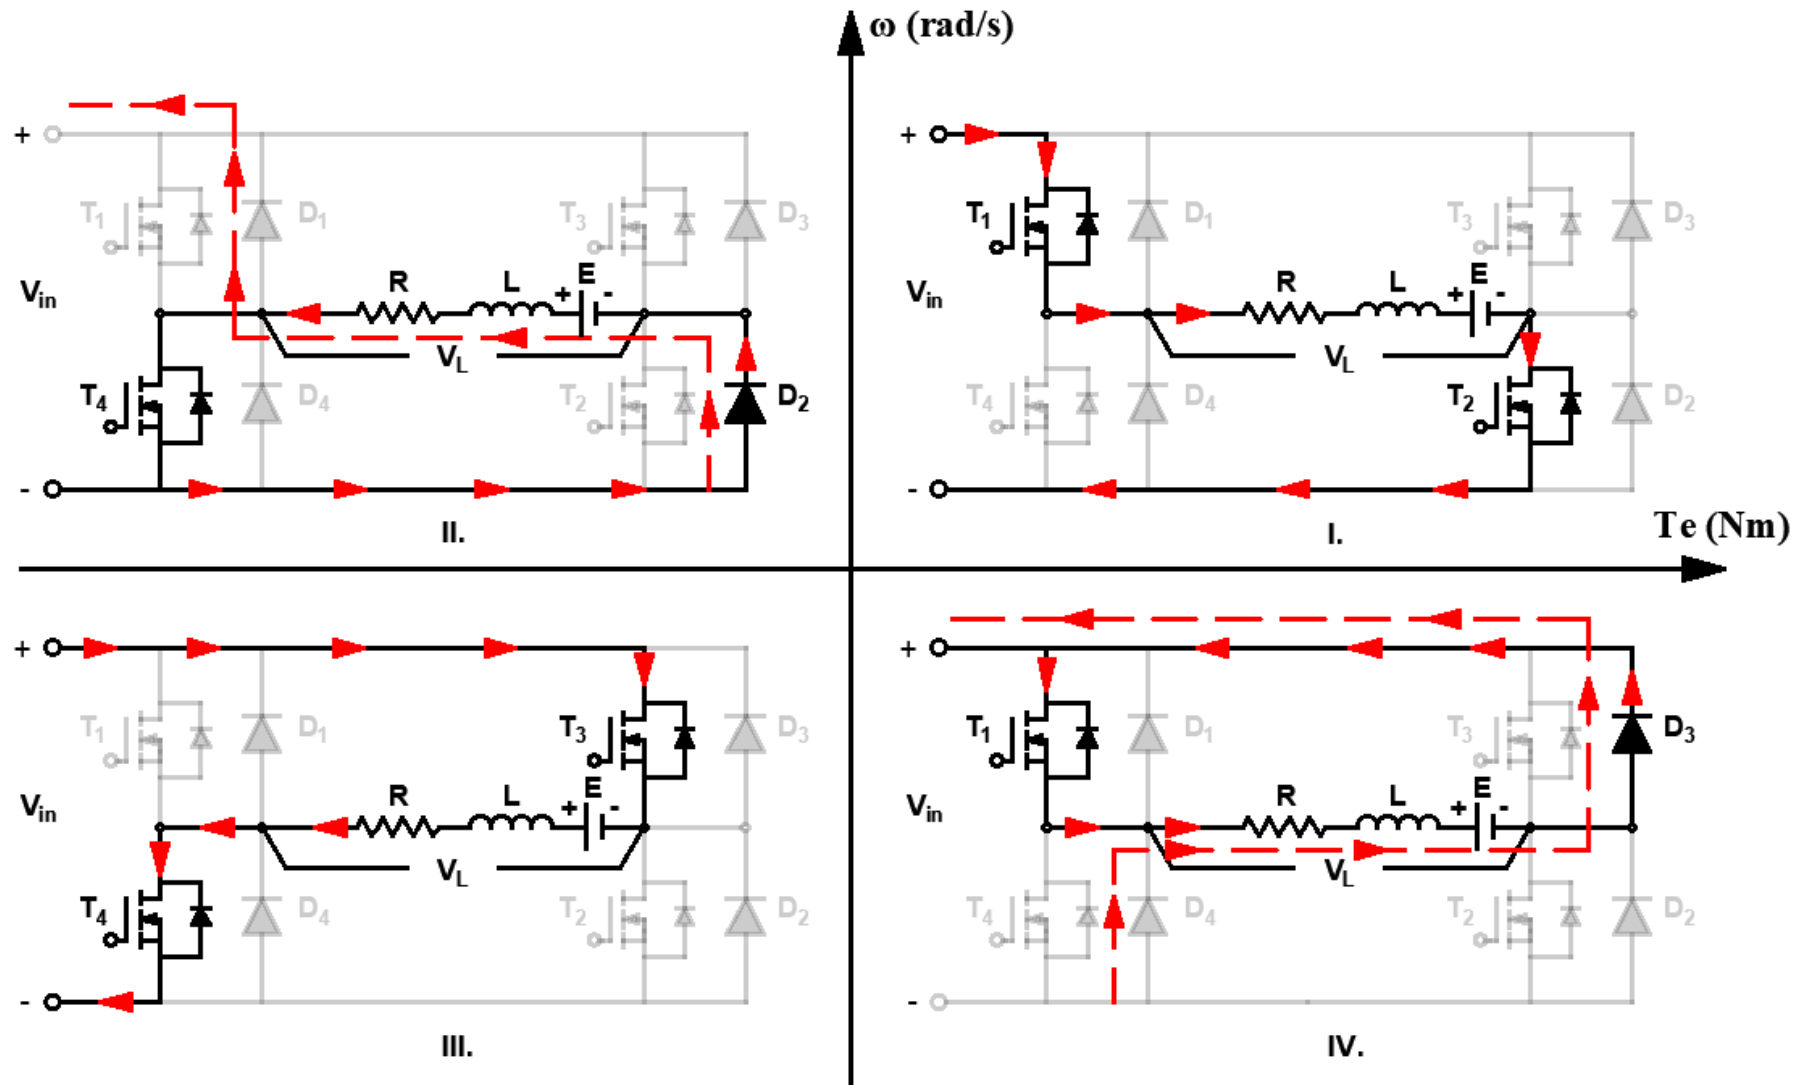 ω (rad/s)
+
T1
D1
T3
D3
Vin
R
L
+
E
-
VL
T4
D4
T2
D2
-
II.
+
T1
D1
T3
D3
Vin
R
L
+
E
-
VL
T4
D4
T2
D2
-
I.
Te (Nm)
+
T1
D1
T3
D3
Vin
R
L
+
E
-
VL
T4
D4
T2
D2
-
III.
+
T1
D1
T3
D3
Vin
R
L
+
E
-
VL
T4
D4
T2
D2
-
IV.